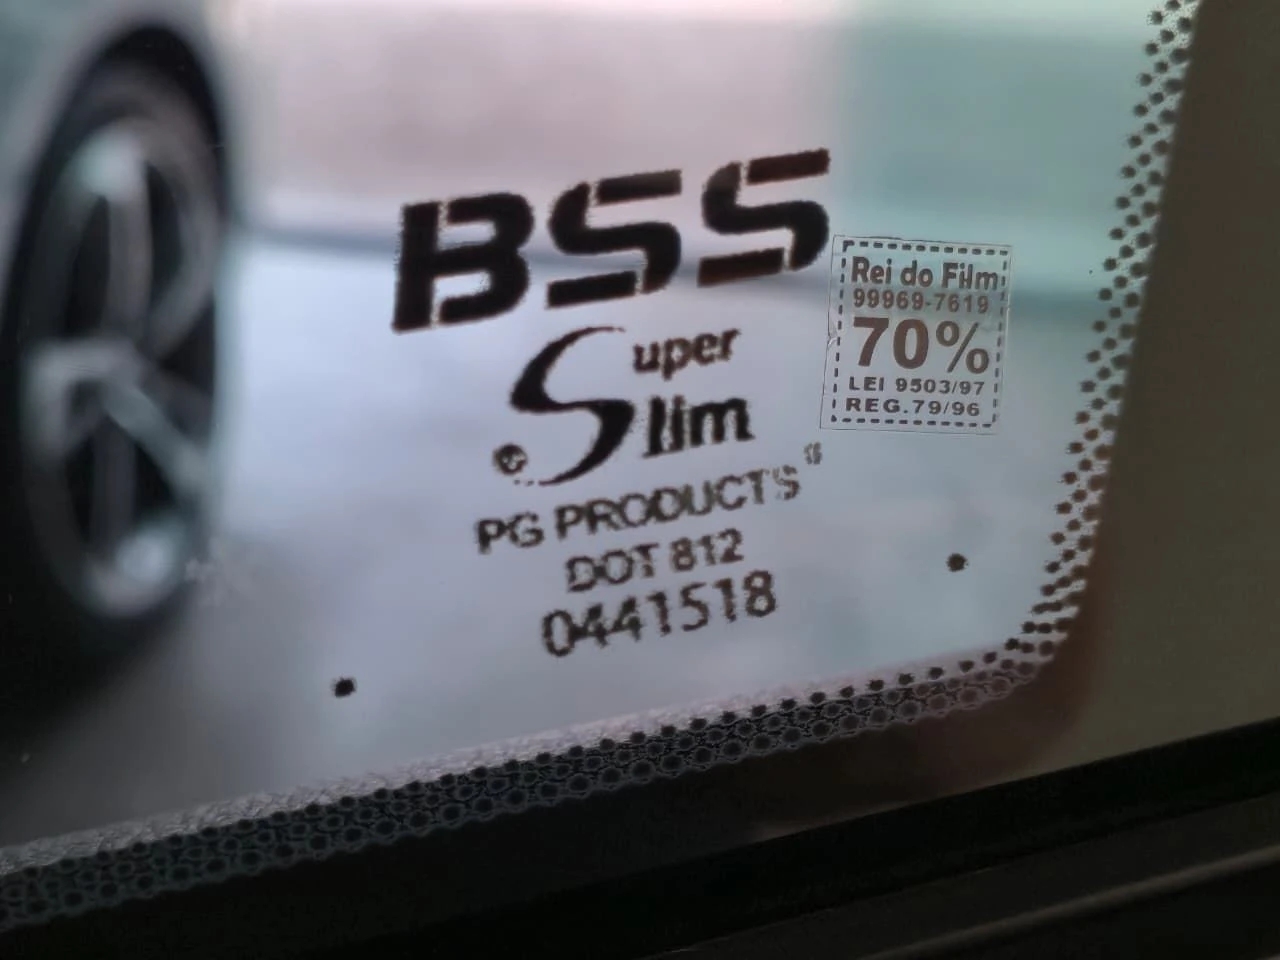 BSS
Super
Slim
PG PRODUCTS
DOT 812
0441518
Rei do Film
99969-7619
70%
LEI 9503/97
REG.79/96